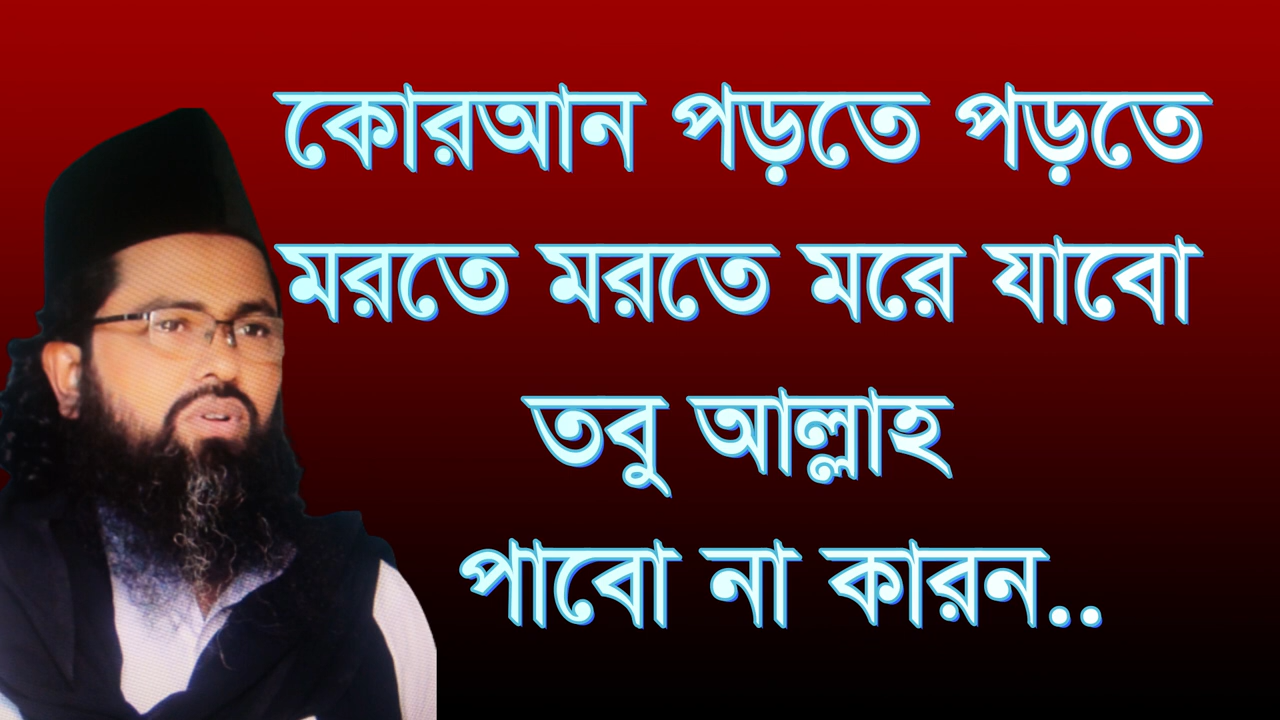 কোরআন পড়তে পড়তে
মরতে মরতে মরে যাবো
তবু আল্লাহ
পাবো না কারন..